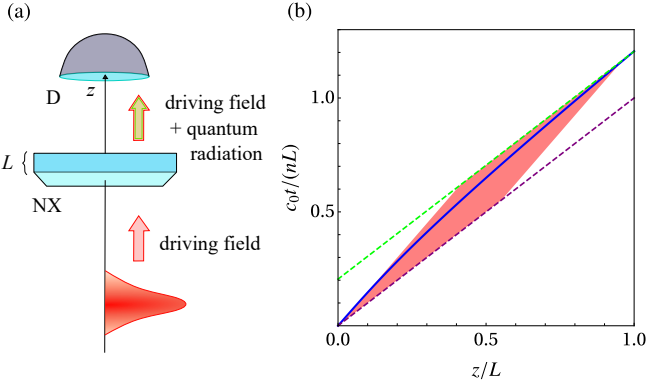 (a)
D
z
driving field
+ quantum
radiation
L {
NX
driving field
(b)
c₀t/(nL)
1.0
0.5
0.0
0.5
1.0
z/L